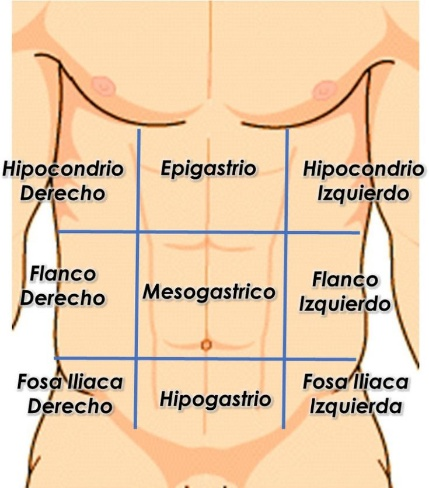 Hipocondrio
Derecho
Epigastrio
Hipocondrio
Izquierdo
Flanco
Derecho
Mesogastrico
Flanco
Izquierdo
Fosa Iliaca
Derecho
Hipogastrio
Fosa Iliaca
Izquierda